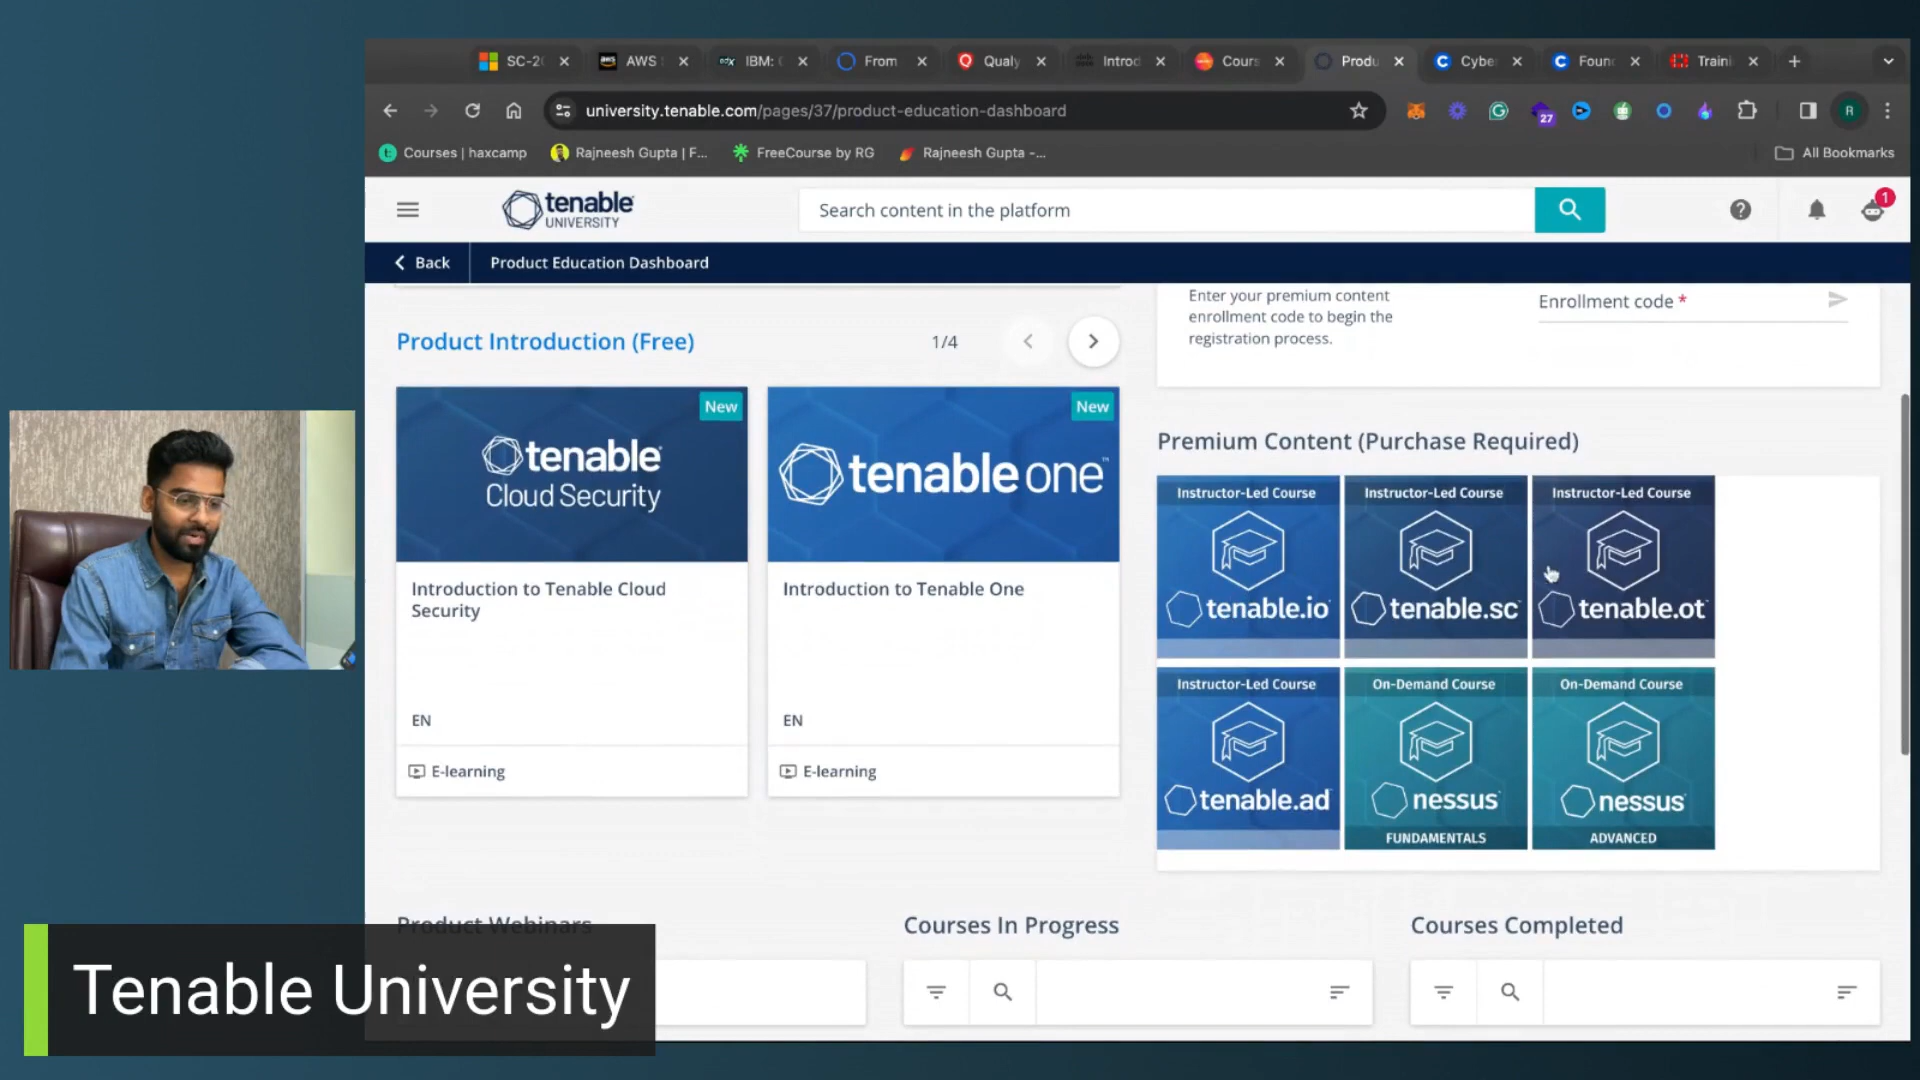 SC-2
AWS
IBM: (
From
Qualy
Introd
Cours
Produ
Cybe
Foun
Traini
university.tenable.com/pages/37/product-education-dashboard
27
R
Courses | haxcamp
Rajneesh Gupta | F...
FreeCourse by RG
Rajneesh Gupta -...
All Bookmarks
tenable
UNIVERSITY
Search content in the platform
1
Back
Product Education Dashboard
Enter your premium content
enrollment code to begin the
registration process.
Enrollment code *
Product Introduction (Free)
1/4
New
tenable
Cloud Security
Introduction to Tenable Cloud
Security
EN
E-learning
New
tenable one
Introduction to Tenable One
EN
E-learning
Premium Content (Purchase Required)
Instructor-Led Course
tenable.io
Instructor-Led Course
tenable.sc
Instructor-Led Course
tenable.ot
Instructor-Led Course
tenable.ad
On-Demand Course
nessus
FUNDAMENTALS
On-Demand Course
nessus
ADVANCED
Product Webinars
Courses In Progress
Courses Completed
Tenable University